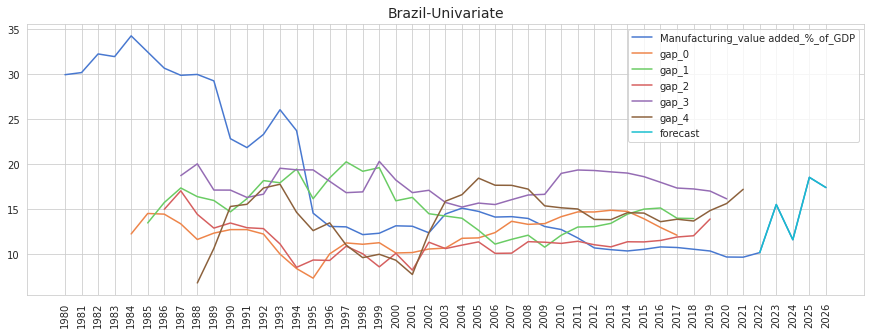 Brazil-Univariate
35
30
25
20
15
10
Manufacturing_value added_%_of_GDP
gap_0
gap_1
gap_2
gap_3
gap_4
forecast
1980 1981 1982 1983 1984 1985 1986 1987 1988 1989 1990 1991 1992 1993 1994 1995 1996 1997 1998 1999 2000 2001 2002 2003 2004 2005 2006 2007 2008 2009 2010 2011 2012 2013 2014 2015 2016 2017 2018 2019 2020 2021 2022 2023 2024 2025 2026